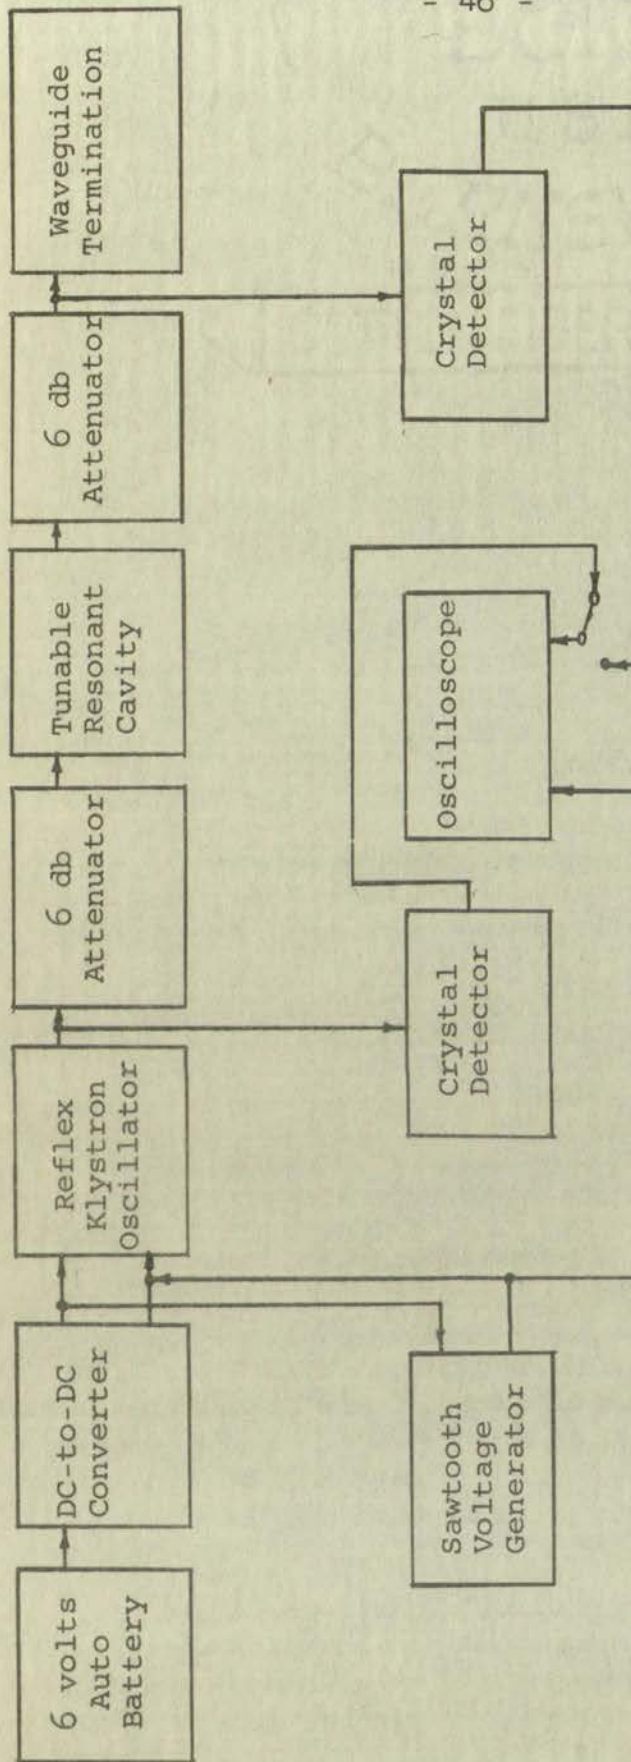 6 volts
Auto
Battery
DC-to-DC
Converter
Reflex
Klystron
Oscillator
6 db
Attenuator
Tunable
Resonant
Cavity
6 db
Attenuator
Waveguide
Termination
Sawtooth
Voltage
Generator
Crystal
Detector
Oscilloscope
Crystal
Detector